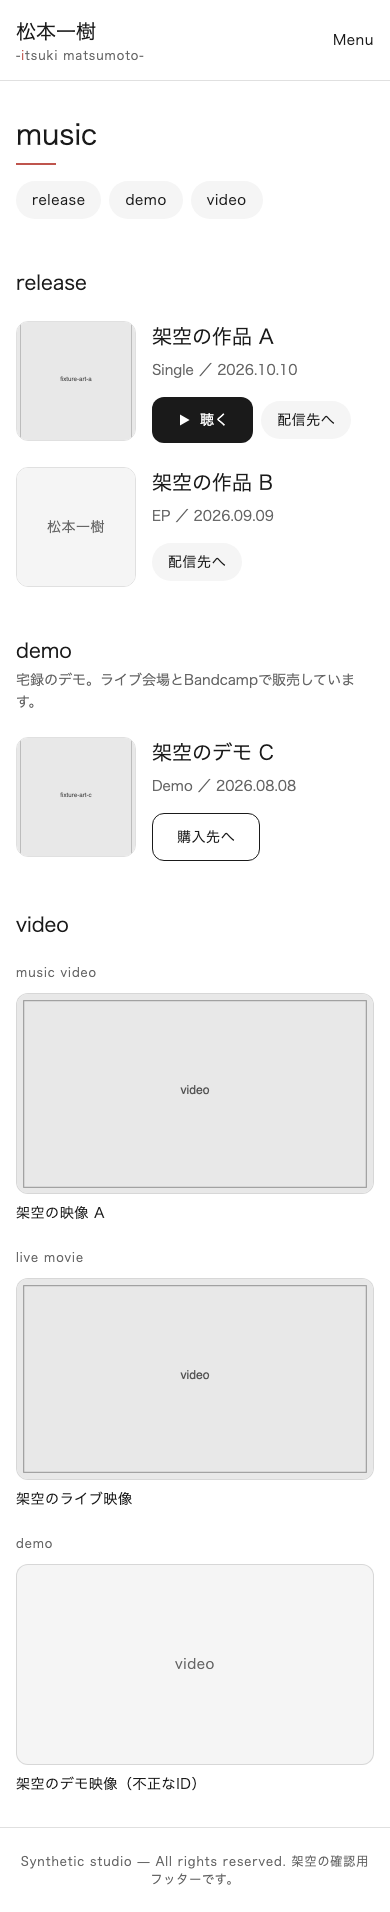 松本一樹
-itsuki matsumoto-
Menu
music
release
demo
video
release
fixture-art-a
架空の作品 A
Single ／ 2026.10.10
▶ 聴く
配信先へ
松本一樹
架空の作品 B
EP ／ 2026.09.09
配信先へ
demo
宅録のデモ。ライブ会場とBandcampで販売していま
す。
fixture-art-c
架空のデモ C
Demo ／ 2026.08.08
購入先へ
video
music video
video
架空の映像 A
live movie
video
架空のライブ映像
demo
video
架空のデモ映像（不正なID）
Synthetic studio — All rights reserved. 架空の確認用
フッターです。